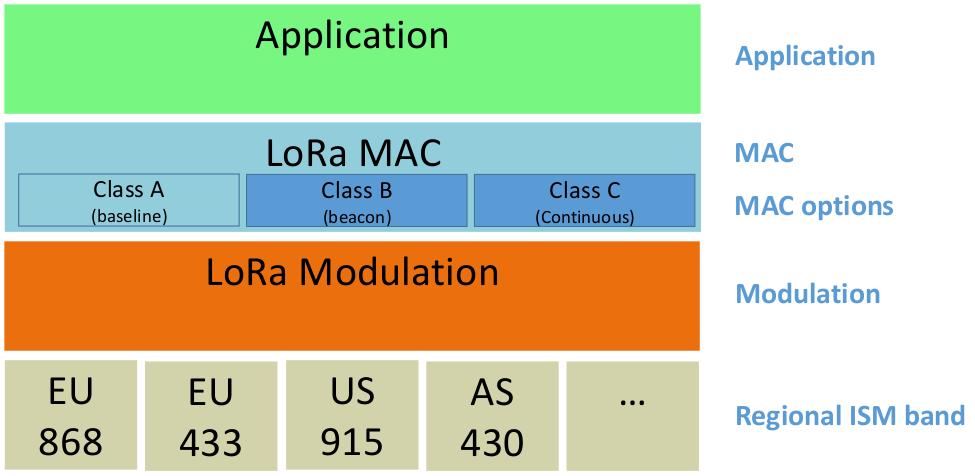 Application
Application
LoRa MAC
MAC
Class A
(baseline)
Class B
(beacon)
Class C
(Continuous)
MAC options
LoRa Modulation
Modulation
EU
868
EU
433
US
915
AS
430
...
Regional ISM band